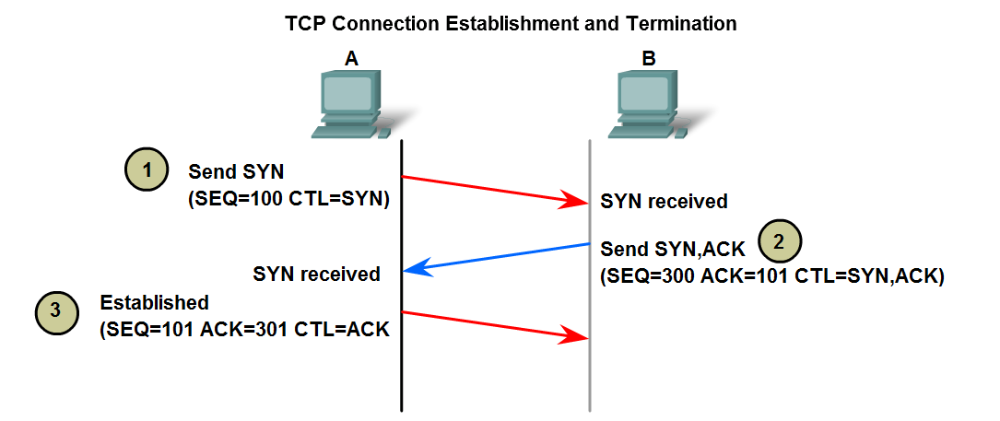 TCP Connection Establishment and Termination
A
B
1
Send SYN
(SEQ=100 CTL=SYN)
SYN received
Send SYN,ACK
2
(SEQ=300 ACK=101 CTL=SYN,ACK)
SYN received
3
Established
(SEQ=101 ACK=301 CTL=ACK